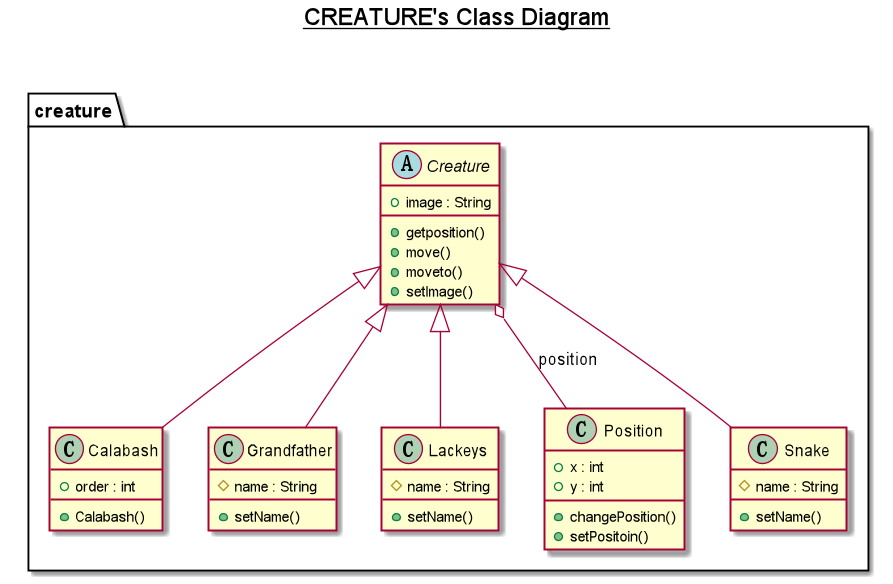 CREATURE's Class Diagram
creature
A Creature
image : String
getposition()
move()
moveto()
setImage()
position
C Calabash
order : int
Calabash()
C Grandfather
name : String
setName()
C Lackeys
name : String
setName()
C Position
x : int
y : int
changePosition()
setPositoin()
C Snake
name : String
setName()